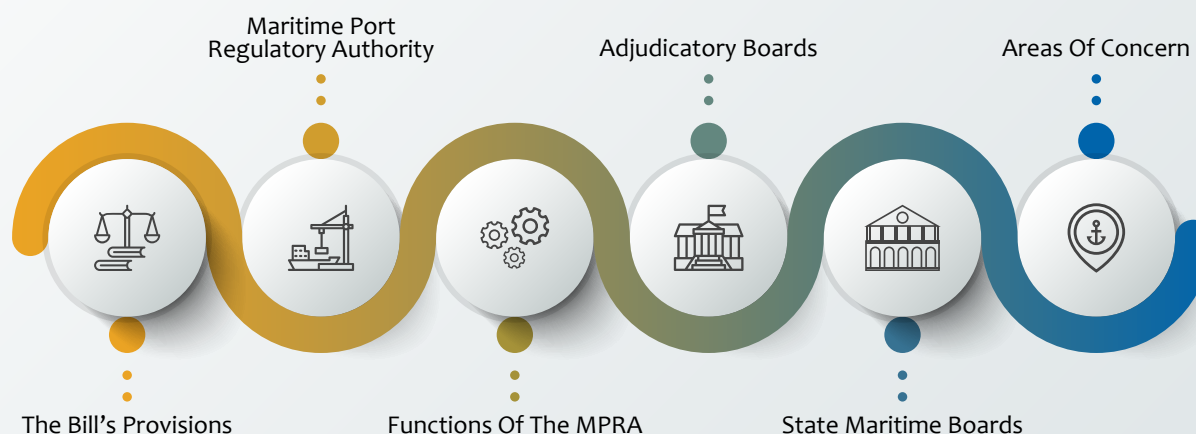 The Bill's Provisions
Maritime Port
Regulatory Authority
Functions Of The MPRA
Adjudicatory Boards
State Maritime Boards
Areas Of Concern